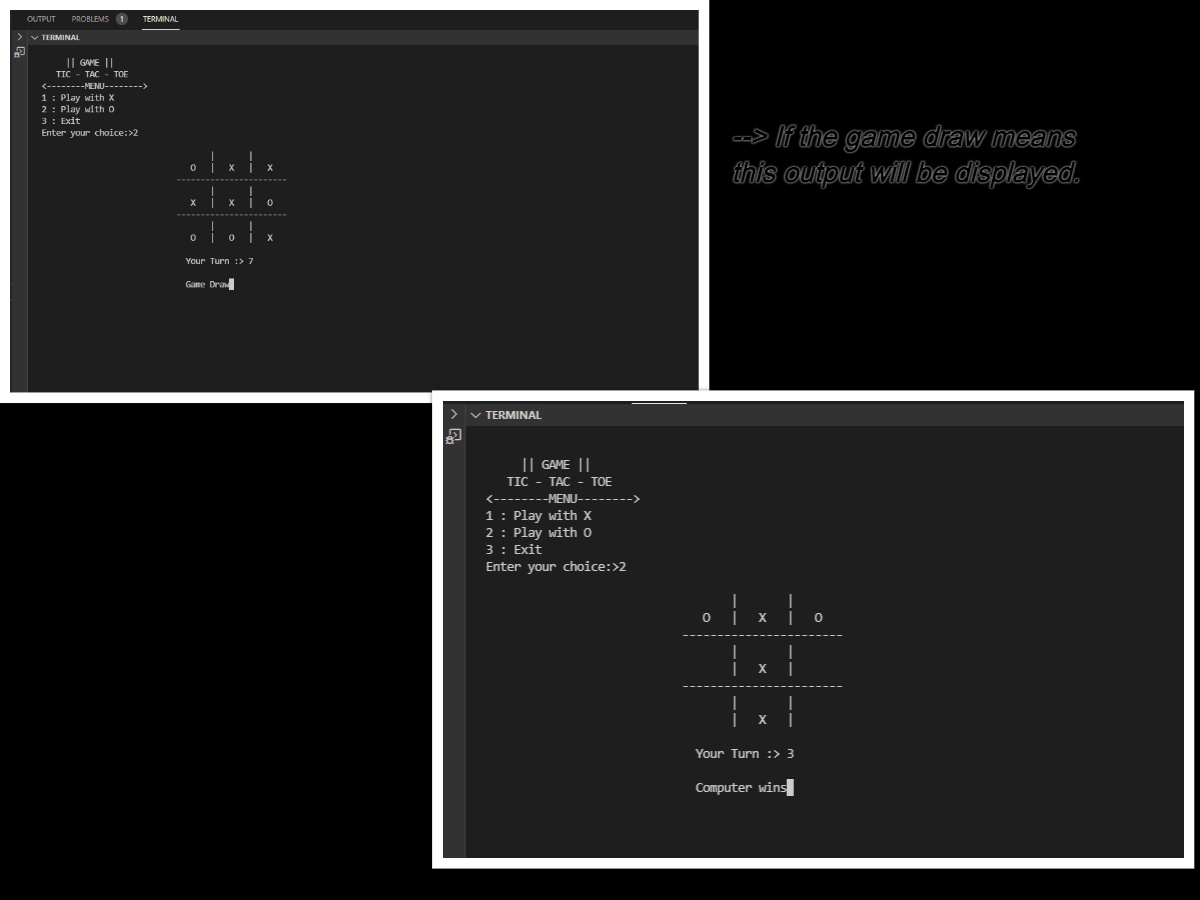 OUTPUT PROBLEMS 1 TERMINAL
TERMINAL
|| GAME ||
TIC - TAC - TOE
<--------MENU-------->
1 : Play with X
2 : Play with O
3 : Exit
Enter your choice:>2
| |
O | X | X
----------------------
| |
X | X | O
----------------------
| |
O | O | X
Your Turn :> 7
Game Draw
--> If the game draw means
this output will be displayed.
TERMINAL
|| GAME ||
TIC - TAC - TOE
<--------MENU-------->
1 : Play with X
2 : Play with O
3 : Exit
Enter your choice:>2
| |
O | X | O
-----------------------
| |
| X |
-----------------------
| |
| X |
Your Turn :> 3
Computer wins